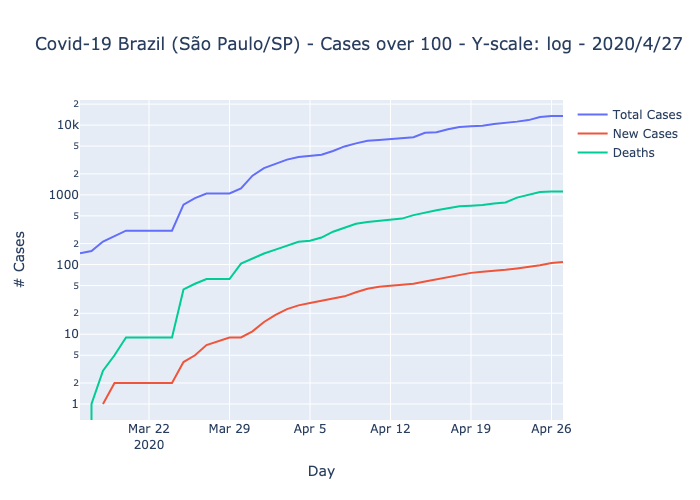 Covid-19 Brazil (São Paulo/SP) - Cases over 100 - Y-scale: log - 2020/4/27
Total Cases
New Cases
Deaths
# Cases
2
10k
5
2
1000
5
2
100
5
2
10
5
2
1
Mar 22
2020
Mar 29
Apr 5
Apr 12
Apr 19
Apr 26
Day